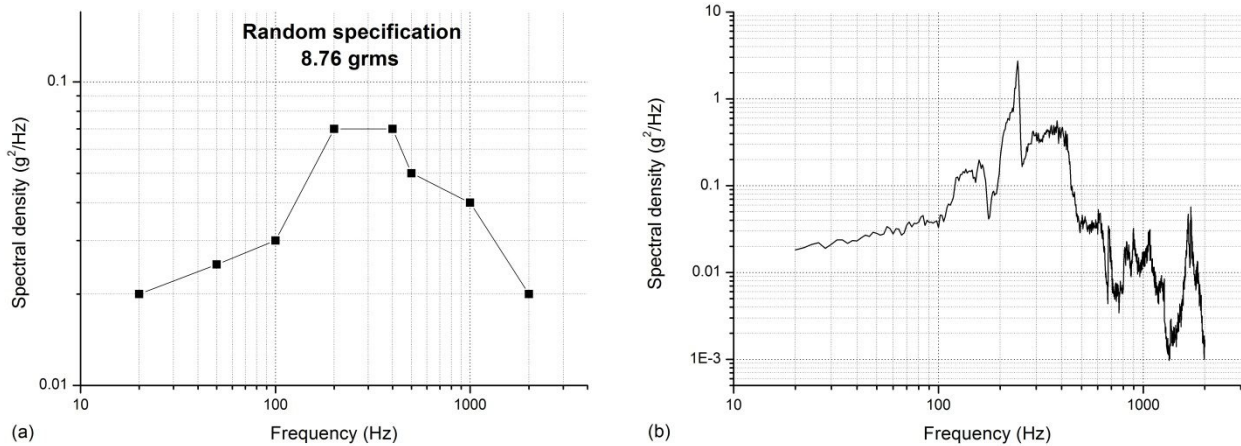 Random specification
8.76 grms
0.1
0.01
Spectral density (g²/Hz)
10
100
1000
Frequency (Hz)
(a)
10
1
0.1
0.01
1E-3
Spectral density (g²/Hz)
10
100
1000
Frequency (Hz)
(b)